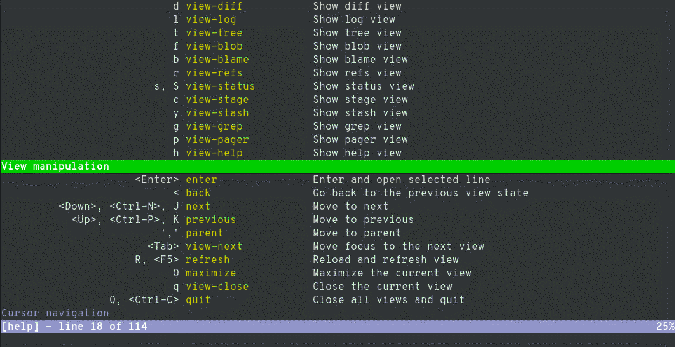 d view-diff Show diff view
l view-log Show log view
t view-tree Show tree view
f view-blob Show blob view
b view-blame Show blame view
r view-refs Show refs view
s, S view-status Show status view
c view-stage Show stage view
y view-stash Show stash view
g view-grep Show grep view
p view-pager Show pager view
h view-help Show help view
View manipulation
<Enter> enter Enter and open selected line
< back Go back to the previous view state
<Down>, <Ctrl-N>, J next Move to next
<Up>, <Ctrl-P>, K previous Move to previous
',' parent Move to parent
<Tab> view-next Move focus to the next view
R, <F5> refresh Reload and refresh view
O maximize Maximize the current view
q view-close Close the current view
Q, <Ctrl-C> quit Close all views and quit
Cursor navigation
[help] - line 18 of 114 25%